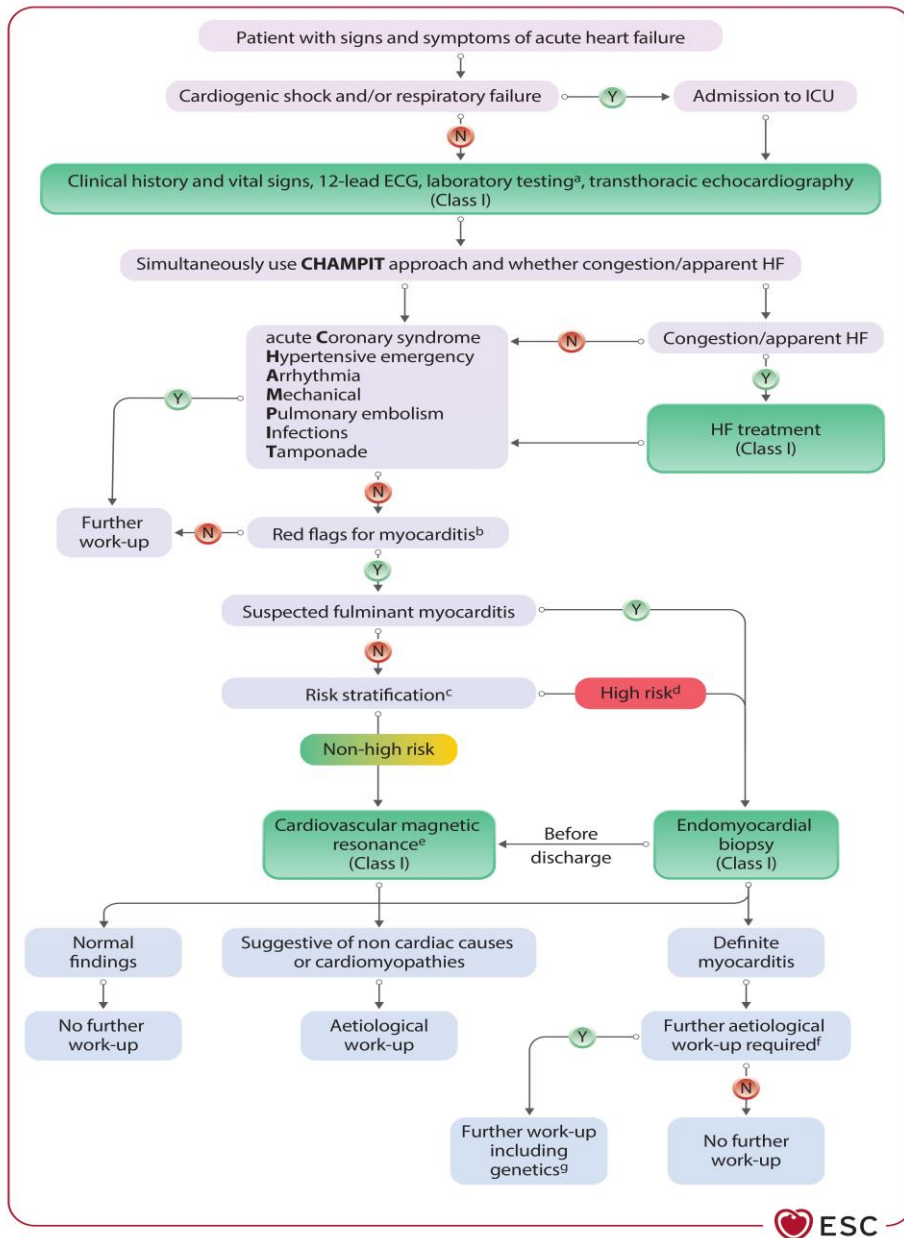 Patient with signs and symptoms of acute heart failure
Cardiogenic shock and/or respiratory failure
Y
Admission to ICU
N
Clinical history and vital signs, 12-lead ECG, laboratory testingᵃ, transthoracic echocardiography
(Class I)
Simultaneously use CHAMPIT approach and whether congestion/apparent HF
acute Coronary syndrome
Hypertensive emergency
Arrhythmia
Mechanical
Pulmonary embolism
Infections
Tamponade
N
Congestion/apparent HF
Y
Y
HF treatment
(Class I)
N
Further
work-up
N
Red flags for myocarditisᵇ
Y
Suspected fulminant myocarditis
Y
N
Risk stratificationᶜ
High riskᵈ
Non-high risk
Cardiovascular magnetic
resonanceᵉ
(Class I)
Before
discharge
Endomyocardial
biopsy
(Class I)
Normal
findings
Suggestive of non cardiac causes
or cardiomyopathies
Definite
myocarditis
No further
work-up
Aetiological
work-up
Y
Further aetiological
work-up requiredᶠ
N
Further work-up
including
geneticsᵍ
No further
work-up
ESC